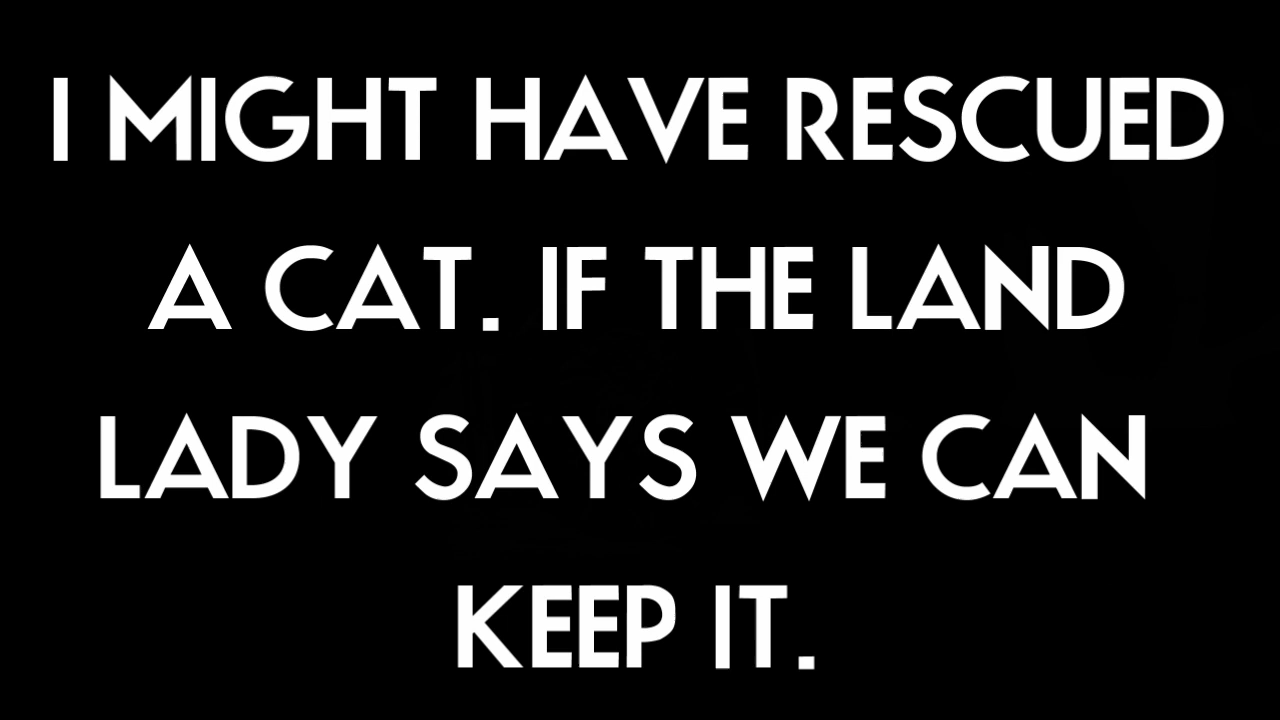 I MIGHT HAVE RESCUED
A CAT. IF THE LAND
LADY SAYS WE CAN
KEEP IT.